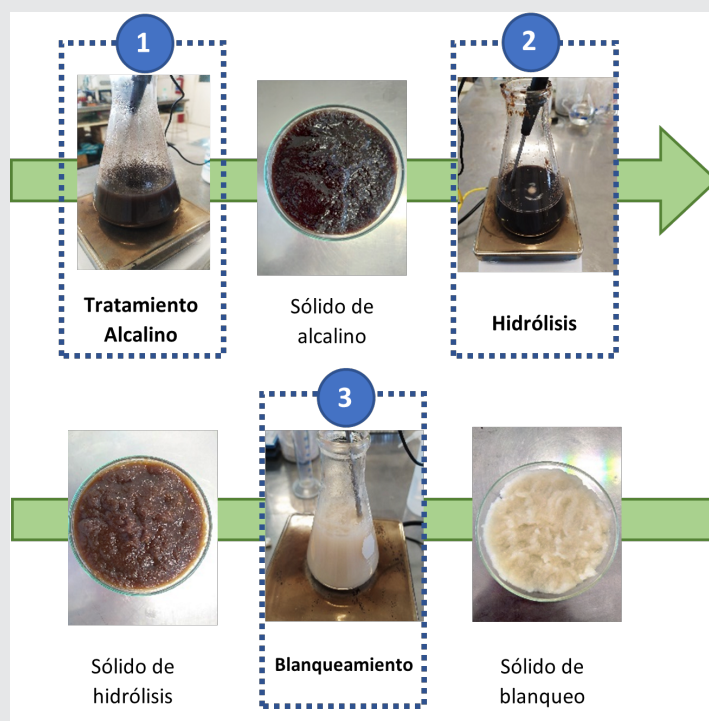 1
2
Tratamiento
Alcalino
Sólido de
alcalino
Hidrólisis
3
Sólido de
hidrólisis
Blanqueamiento
Sólido de
blanqueo